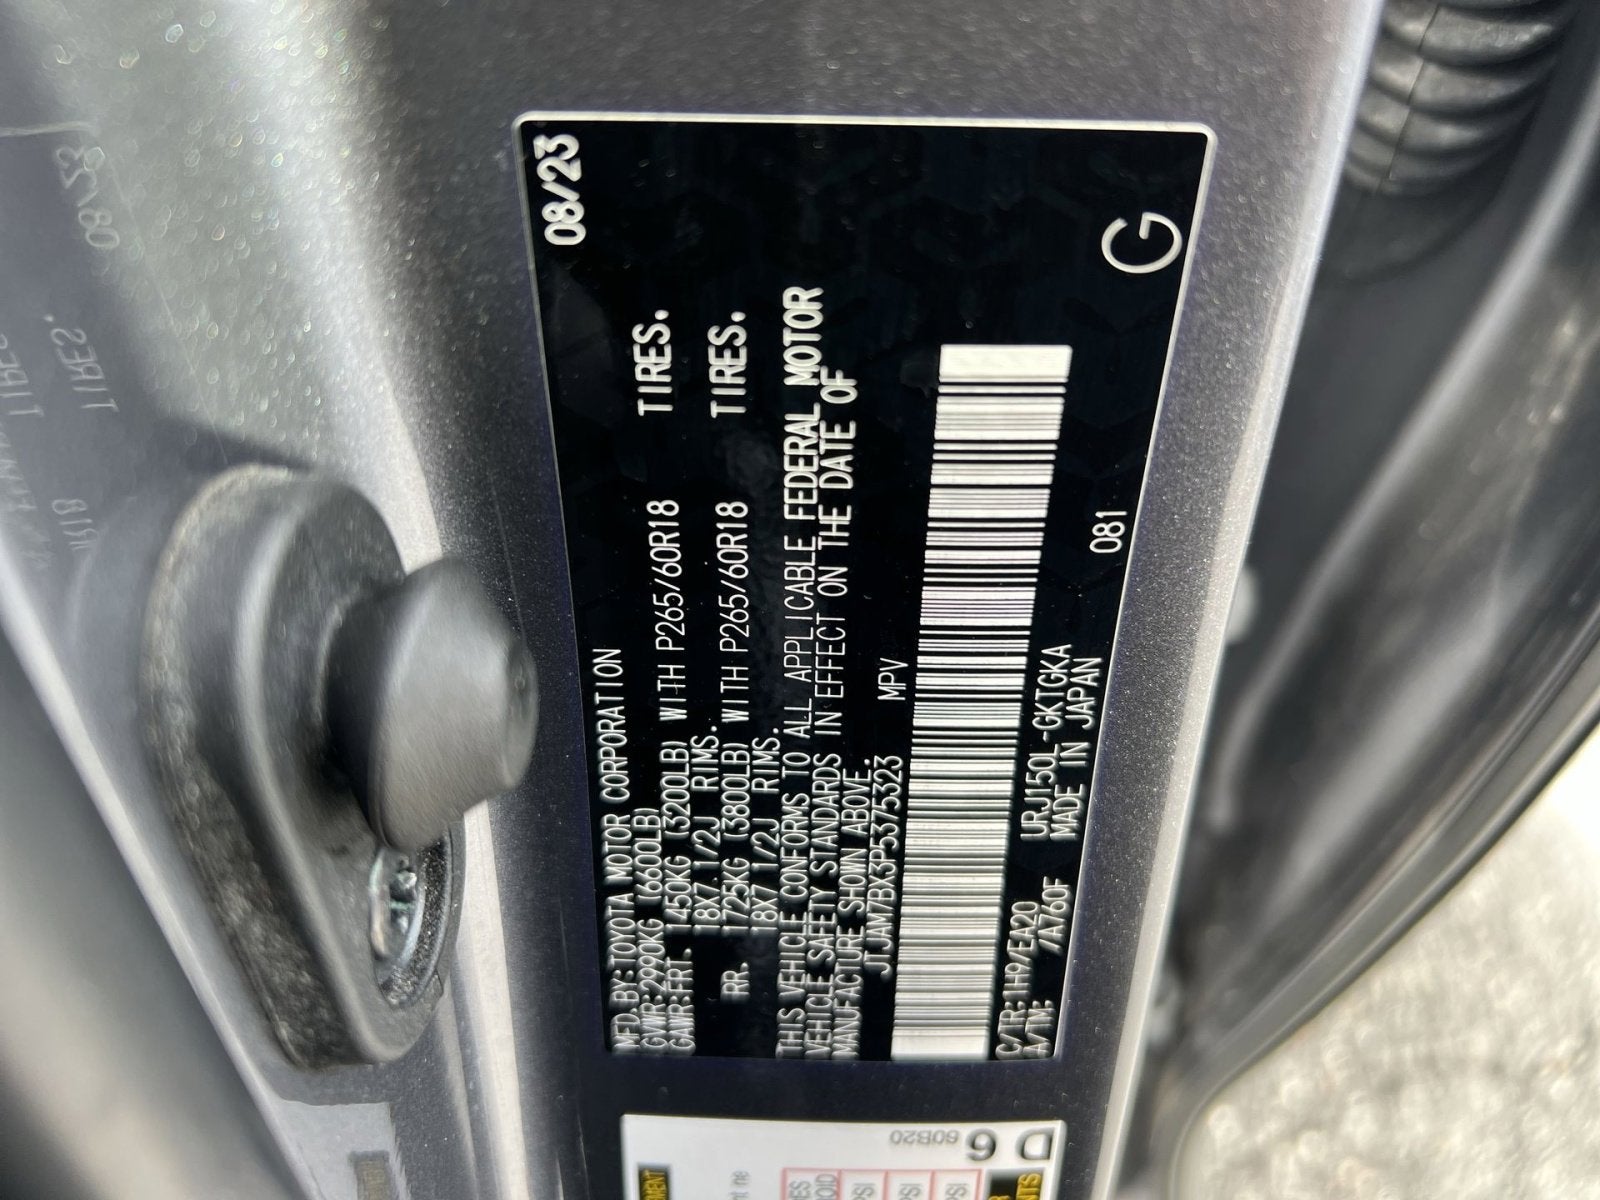 08/23
MFD.BY: TOYOTA MOTOR CORPORATION
GVWR: 2990KG (6600LB)
GAWR: FRT. 1450KG (3200LB) WITH P265/60R18 TIRES.
18X7 1/2J RIMS.
RR. 1725KG (3800LB) WITH P265/60R18 TIRES.
18X7 1/2J RIMS.
THIS VEHICLE CONFORMS TO ALL APPLICABLE FEDERAL MOTOR
VEHICLE SAFETY STANDARDS IN EFFECT ON THE DATE OF
MANUFACTURE SHOWN ABOVE.
JTJAM7BX3P5375323 MPV
C/TR: 1H9/EA20 URJ150L-GKTGKA
A/TM: /A760F MADE IN JAPAN
081
G
D 6
60B20